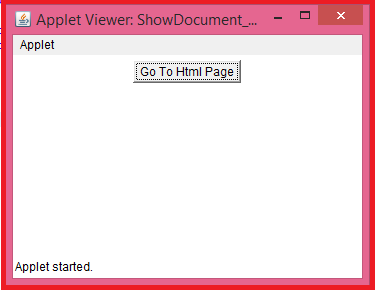 Applet Viewer: ShowDocument_...
Applet
Go To Html Page
Applet started.